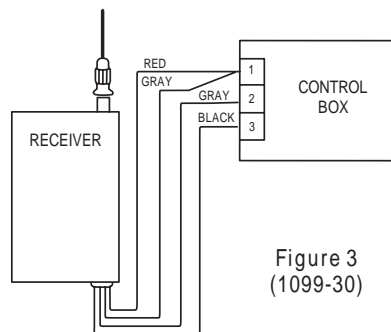 RED
GRAY
GRAY
BLACK
1
2
3
CONTROL
BOX
RECEIVER
Figure 3
(1099-30)